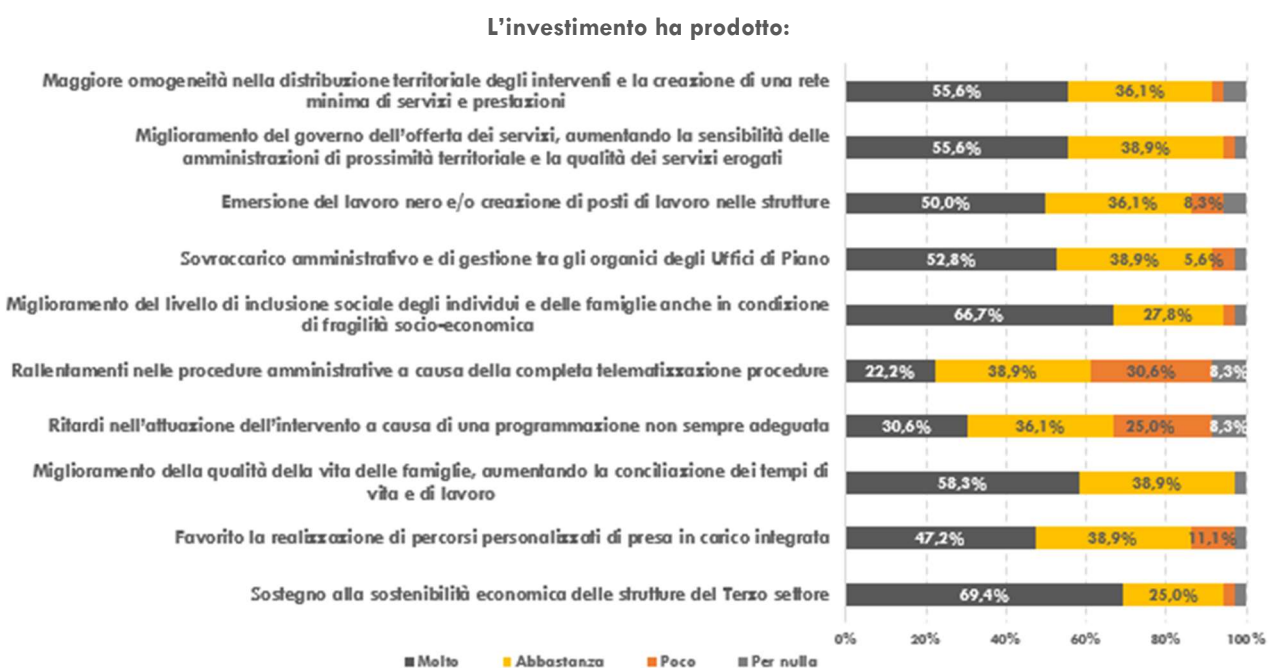 L'investimento ha prodotto:
Maggiore omogeneità nella distribuzione territoriale degli interventi e la creazione di una rete
minima di servizi e prestazioni
55,6%
36,1%
Miglioramento del governo dell'offerta dei servizi, aumentando la sensibilità delle
amministrazioni di prossimità territoriale e la qualità dei servizi erogati
55,6%
38,9%
Emersione del lavoro nero e/o creazione di posti di lavoro nelle strutture
50,0%
36,1%
8,3%
Sovraccarico amministrativo e di gestione tra gli organici degli Uffici di Piano
52,8%
38,9%
5,6%
Miglioramento del livello di inclusione sociale degli individui e delle famiglie anche in condizione
di fragilità socio-economica
66,7%
27,8%
Rallentamenti nelle procedure amministrative a causa della completa telematizzazione procedure
22,2%
38,9%
30,6%
8,3%
Ritardi nell'attuazione dell'intervento a causa di una programmazione non sempre adeguata
30,6%
36,1%
25,0%
8,3%
Miglioramento della qualità della vita delle famiglie, aumentando la conciliazione dei tempi di
vita e di lavoro
58,3%
38,9%
Favorito la realizzazione di percorsi personalizzati di presa in carico integrata
47,2%
38,9%
11,1%
Sostegno alla sostenibilità economica delle strutture del Terzo settore
69,4%
25,0%
0% 20% 40% 60% 80% 100%
Molto Abbastanza Poco Per nulla